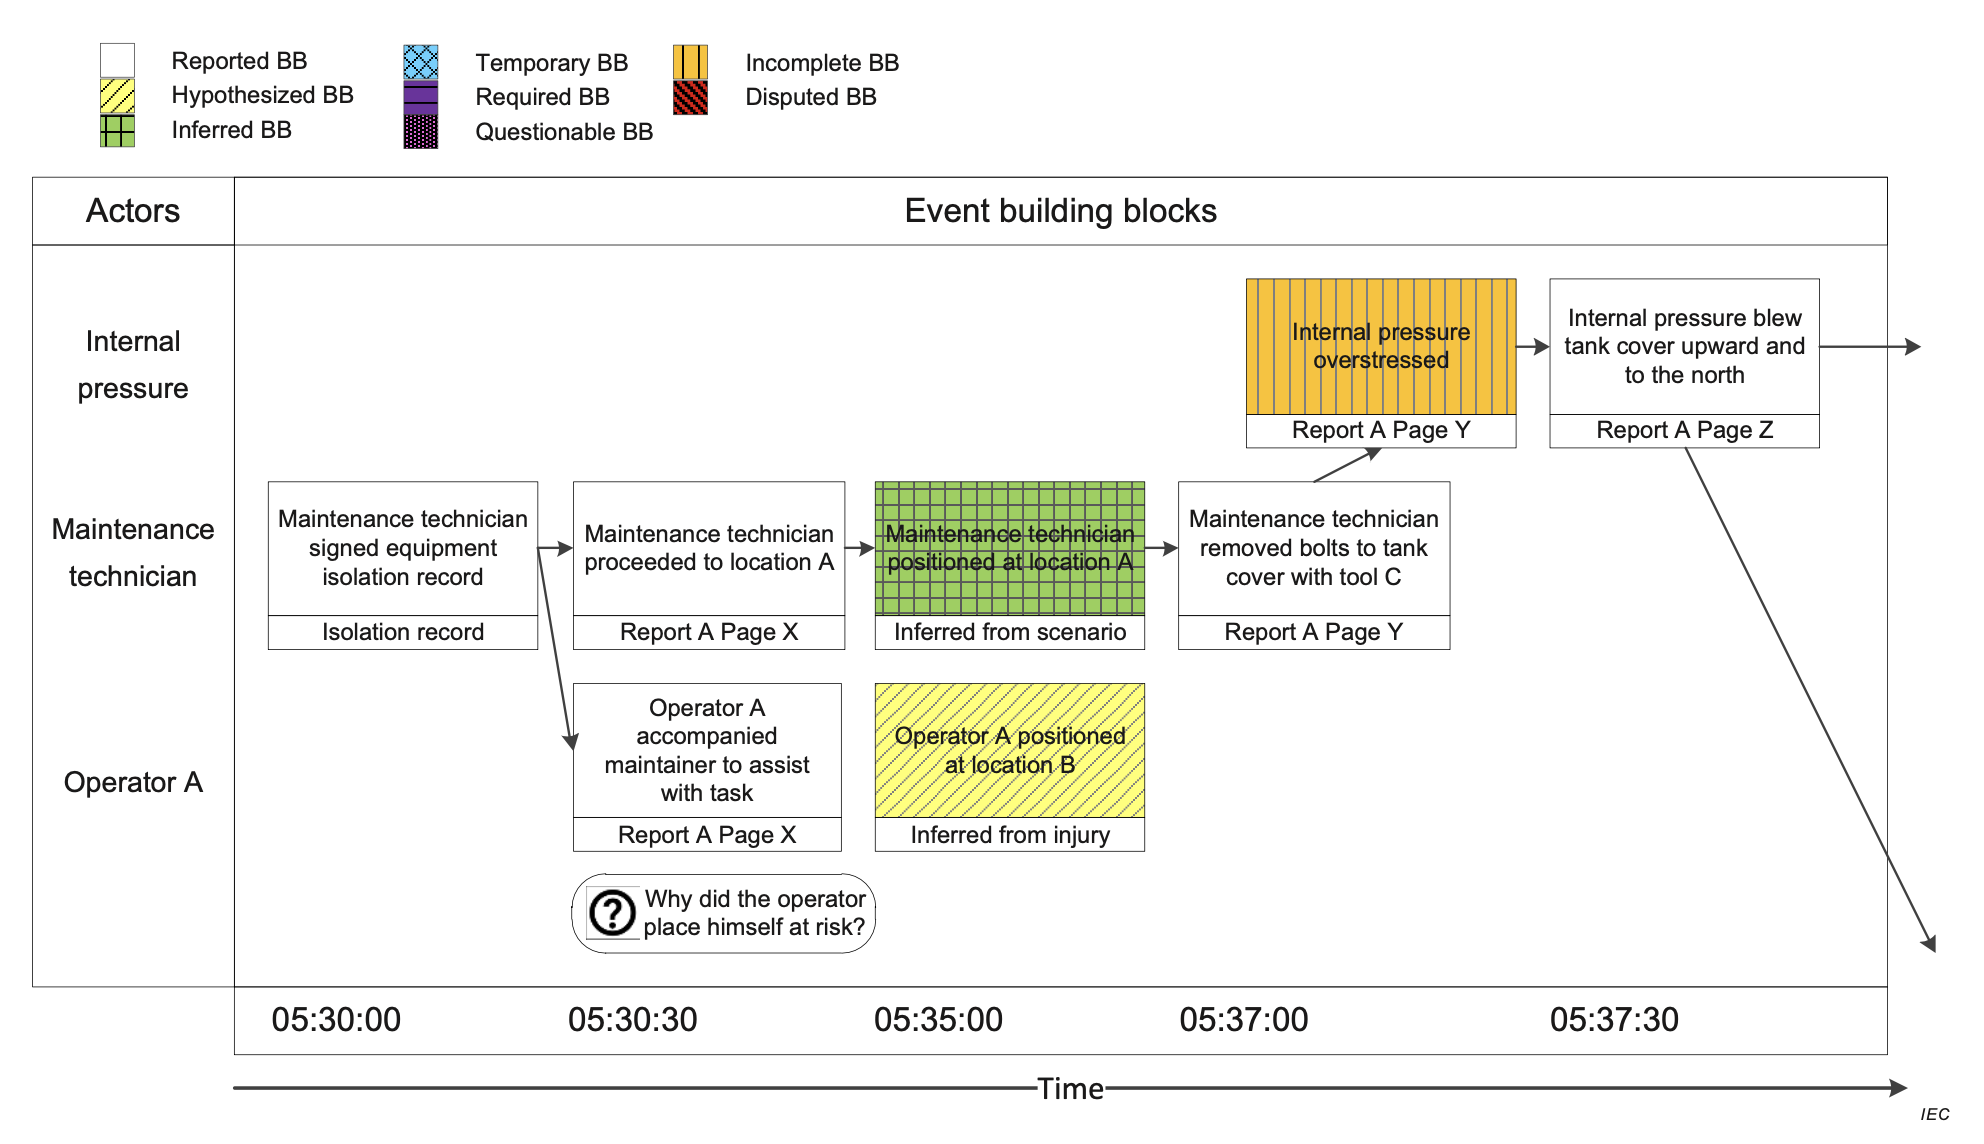 Reported BB
Hypothesized BB
Inferred BB
Temporary BB
Required BB
Questionable BB
Incomplete BB
Disputed BB
Actors
Event building blocks
Internal
pressure
Internal pressure
overstressed
Report A Page Y
Internal pressure blew
tank cover upward and
to the north
Report A Page Z
Maintenance
technician
Maintenance technician
signed equipment
isolation record
Isolation record
Maintenance technician
proceeded to location A
Report A Page X
Maintenance technician
positioned at location A
Inferred from scenario
Maintenance technician
removed bolts to tank
cover with tool C
Report A Page Y
Operator A
Operator A
accompanied
maintainer to assist
with task
Report A Page X
Operator A positioned
at location B
Inferred from injury
?
Why did the operator
place himself at risk?
05:30:00
05:30:30
05:35:00
05:37:00
05:37:30
Time
IEC